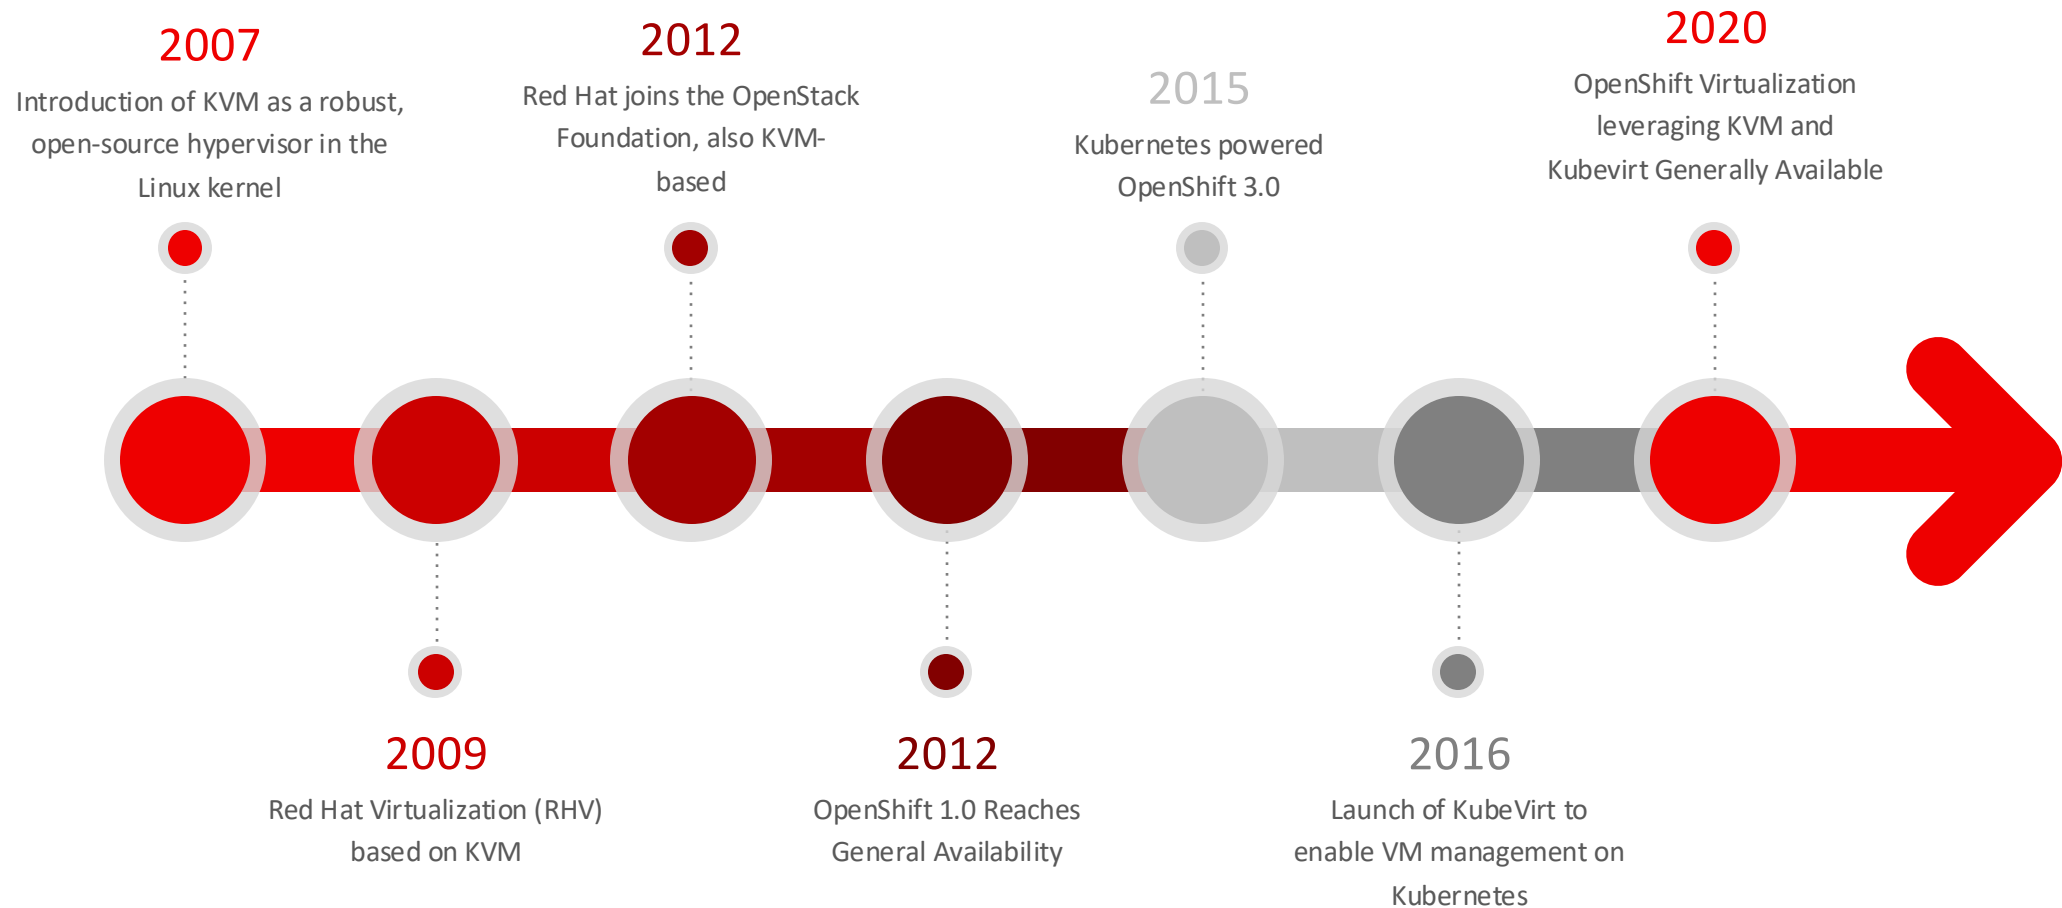 2007
Introduction of KVM as a robust,
open-source hypervisor in the
Linux kernel
2009
Red Hat Virtualization (RHV)
based on KVM
2012
Red Hat joins the OpenStack
Foundation, also KVM-
based
2012
OpenShift 1.0 Reaches
General Availability
2015
Kubernetes powered
OpenShift 3.0
2016
Launch of KubeVirt to
enable VM management on
Kubernetes
2020
OpenShift Virtualization
leveraging KVM and
Kubevirt Generally Available